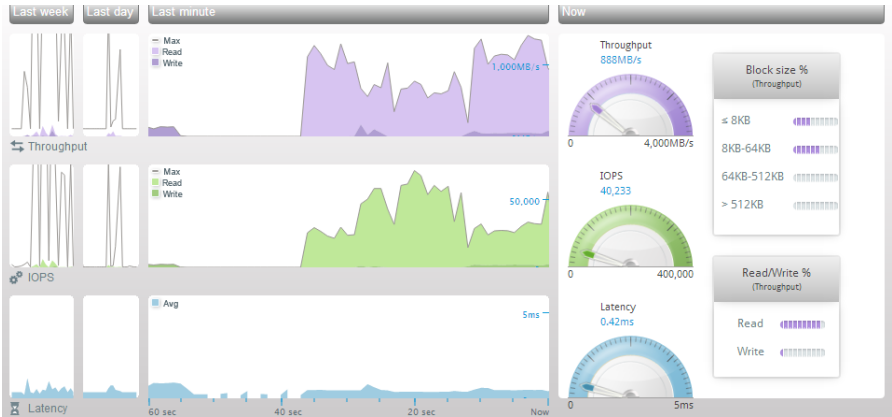 Last week
Last day
Last minute
Now
Max
Read
Write
1,000MB/s
Throughput
Throughput
888MB/s
0
4,000MB/s
Block size %
(Throughput)
≤ 8KB
8KB-64KB
64KB-512KB
> 512KB
Max
Read
Write
50,000
IOPS
IOPS
40,233
0
400,000
Read/Write %
(Throughput)
Read
Write
Avg
5ms
Latency
60 sec
40 sec
20 sec
Now
Latency
0.42ms
0
5ms